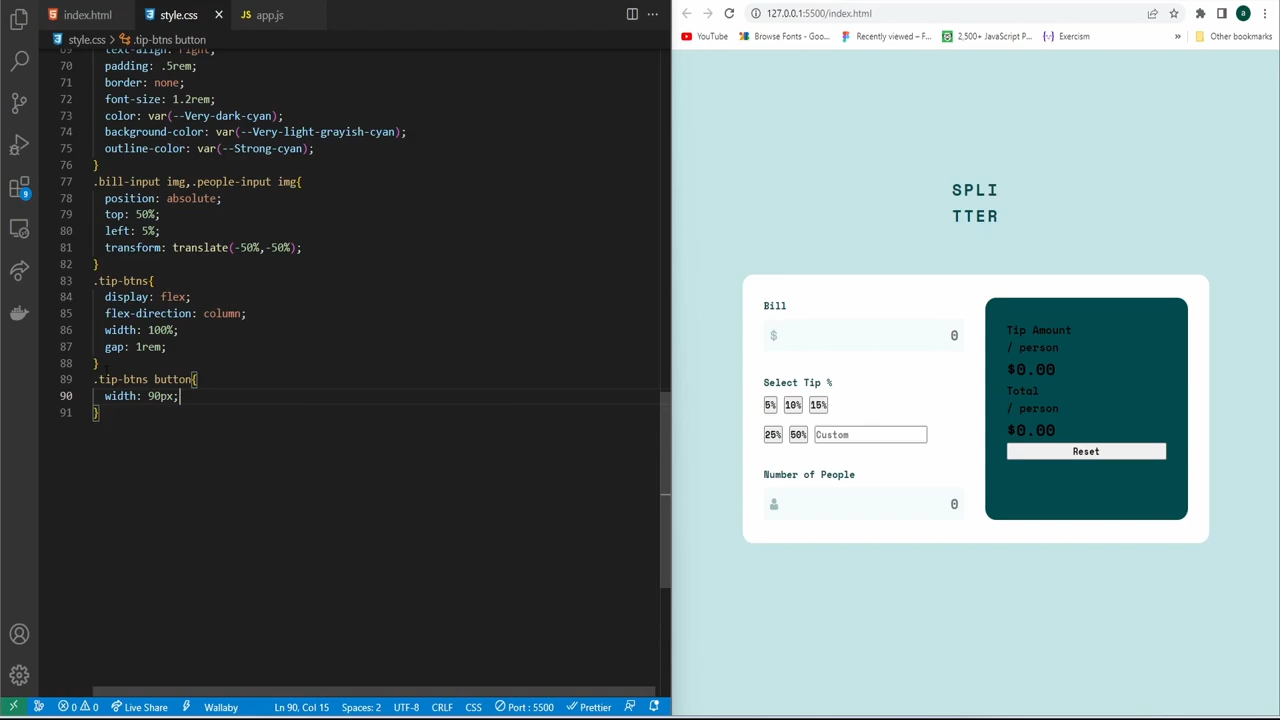 index.html
style.css
app.js
style.css > .tip-btns button
69 text-align: right;
70 padding: .5rem;
71 border: none;
72 font-size: 1.2rem;
73 color: var(--Very-dark-cyan);
74 background-color: var(--Very-light-grayish-cyan);
75 outline-color: var(--Strong-cyan);
76 }
77 .bill-input img,.people-input img{
78 position: absolute;
79 top: 50%;
80 left: 5%;
81 transform: translate(-50%,-50%);
82 }
83 .tip-btns{
84 display: flex;
85 flex-direction: column;
86 width: 100%;
87 gap: 1rem;
88 }
89 .tip-btns button{
90 width: 90px;
91 }
9
0 0 Live Share Wallaby Ln 90, Col 15 Spaces: 2 UTF-8 CRLF CSS Port : 5500 Prettier
127.0.0.1:5500/index.html
a
YouTube Browse Fonts - Goo... Recently viewed – F... 2,500+ JavaScript P... Exercism » Other bookmarks
SPLI
TTER
Bill
$ 0
Select Tip %
5% 10% 15%
25% 50% Custom
Number of People
0
Tip Amount
/ person
$0.00
Total
/ person
$0.00
Reset